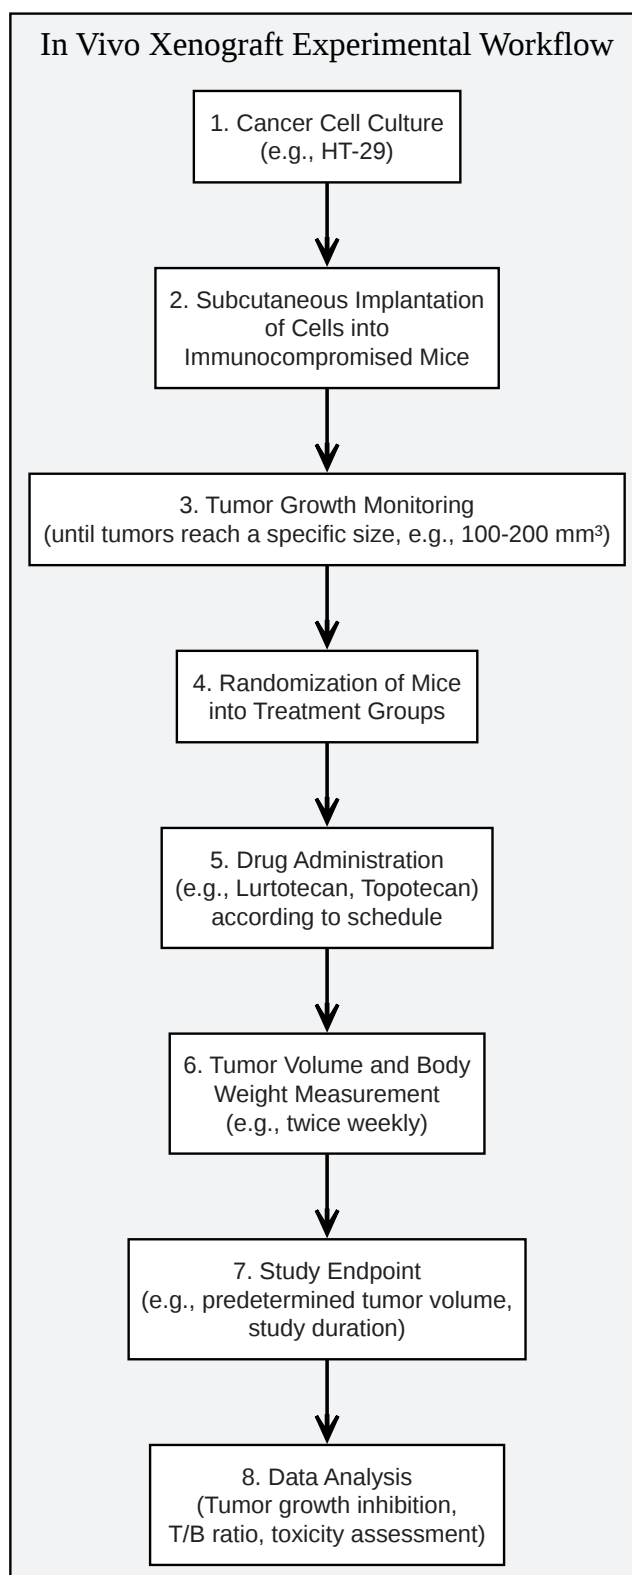 In Vivo Xenograft Experimental Workflow
1. Cancer Cell Culture
(e.g., HT-29)
2. Subcutaneous Implantation
of Cells into
Immunocompromised Mice
3. Tumor Growth Monitoring
(until tumors reach a specific size, e.g., 100-200 mm³)
4. Randomization of Mice
into Treatment Groups
5. Drug Administration
(e.g., Lurtotecan, Topotecan)
according to schedule
6. Tumor Volume and Body
Weight Measurement
(e.g., twice weekly)
7. Study Endpoint
(e.g., predetermined tumor volume,
study duration)
8. Data Analysis
(Tumor growth inhibition,
T/B ratio, toxicity assessment)